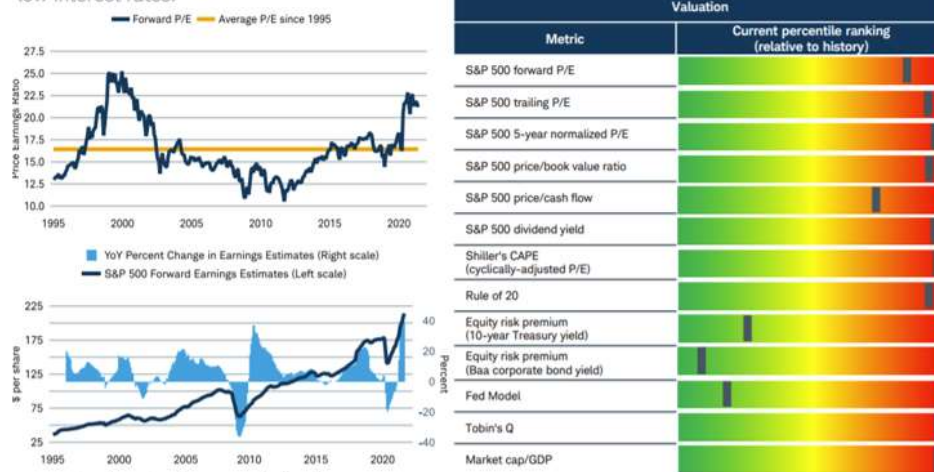 low interest rates.
Forward P/E Average P/E since 1995
Price Earnings Ratio
27.5
25.0
22.5
20.0
17.5
15.0
12.5
10.0
1995 2000 2005 2010 2015 2020
YoY Percent Change in Earnings Estimates (Right scale)
S&P 500 Forward Earnings Estimates (Left scale)
$ per share
225
175
125
75
25
40
20
0
-20
-40
Percent
1995 2000 2005 2010 2015 2020
Valuation
Metric Current percentile ranking
(relative to history)
S&P 500 forward P/E
S&P 500 trailing P/E
S&P 500 5-year normalized P/E
S&P 500 price/book value ratio
S&P 500 price/cash flow
S&P 500 dividend yield
Shiller's CAPE
(cyclically-adjusted P/E)
Rule of 20
Equity risk premium
(10-year Treasury yield)
Equity risk premium
(Baa corporate bond yield)
Fed Model
Tobin's Q
Market cap/GDP